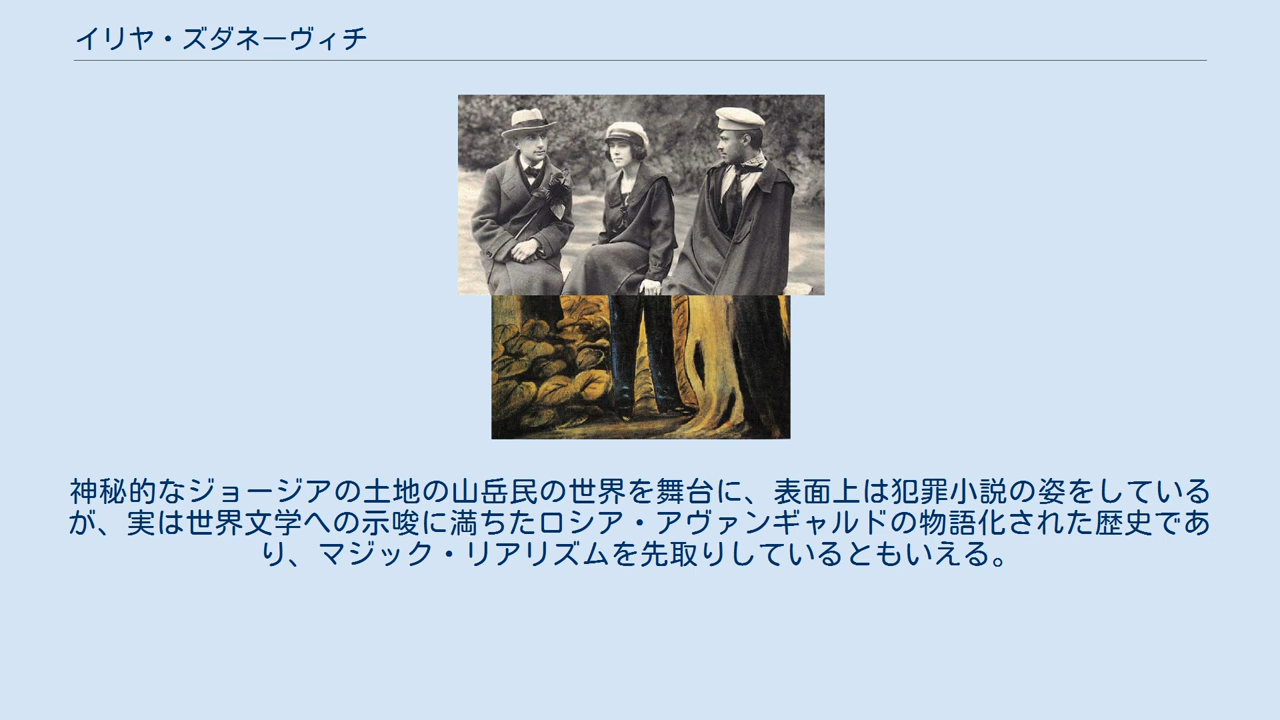 イリヤ・ズダネーヴィチ
神秘的なジョージアの土地の山岳民の世界を舞台に、表面上は犯罪小説の姿をしている
が、実は世界文学への示唆に満ちたロシア・アヴァンギャルドの物語化された歴史であ
り、マジック・リアリズムを先取りしているともいえる。